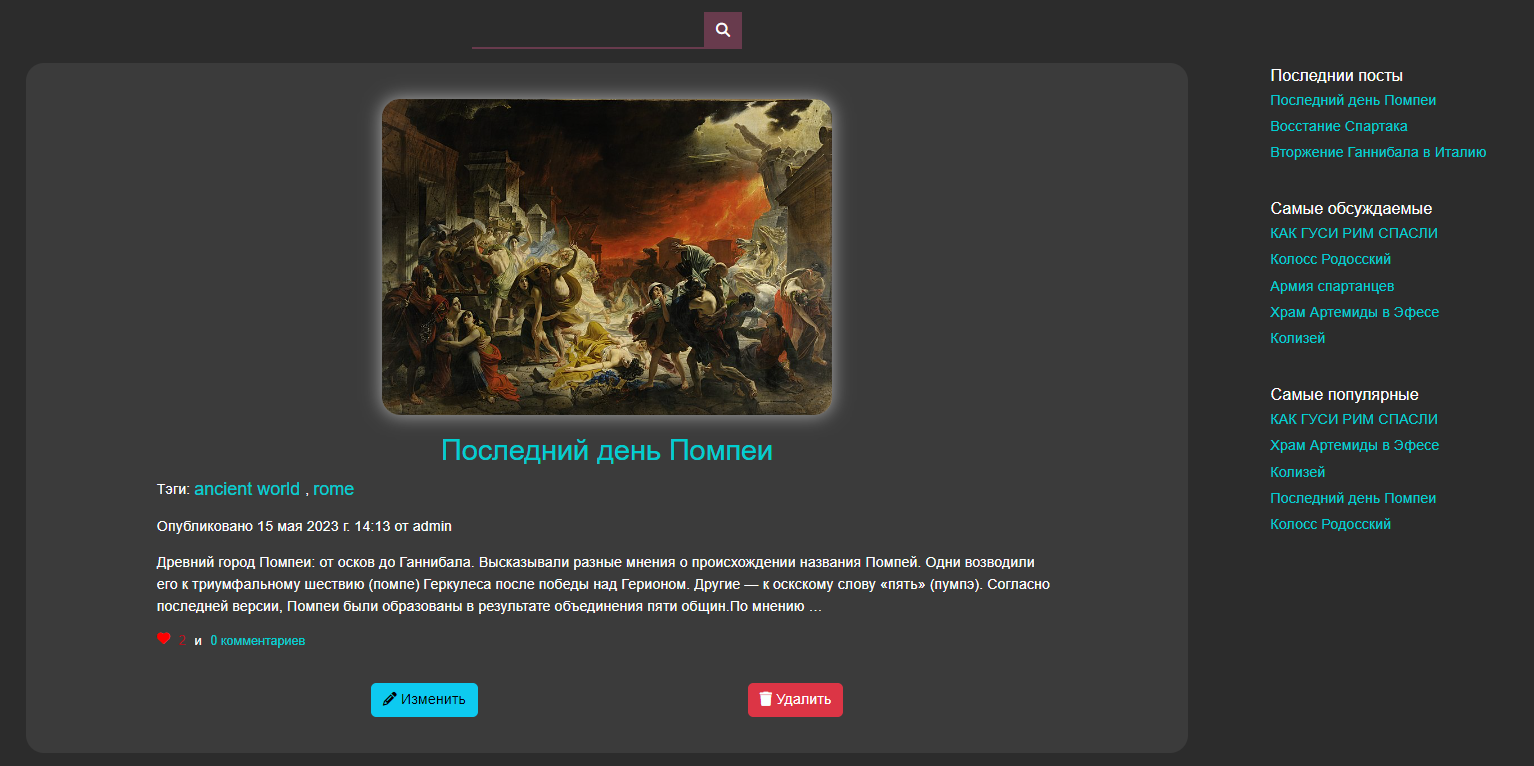 Последний день Помпеи
Тэги: ancient world , rome
Опубликовано 15 мая 2023 г. 14:13 от admin
Древний город Помпеи: от осков до Ганнибала. Высказывали разные мнения о происхождении названия Помпей. Одни возводили
его к триумфальному шествию (помпе) Геркулеса после победы над Герионом. Другие — к оскскому слову «пять» (пумпэ). Согласно
последней версии, Помпеи были образованы в результате объединения пяти общин.По мнению …
2 и 0 комментариев
Изменить
Удалить
Последнии посты
Последний день Помпеи
Восстание Спартака
Вторжение Ганнибала в Италию
Самые обсуждаемые
КАК ГУСИ РИМ СПАСЛИ
Колосс Родосский
Армия спартанцев
Храм Артемиды в Эфесе
Колизей
Самые популярные
КАК ГУСИ РИМ СПАСЛИ
Храм Артемиды в Эфесе
Колизей
Последний день Помпеи
Колосс Родосский